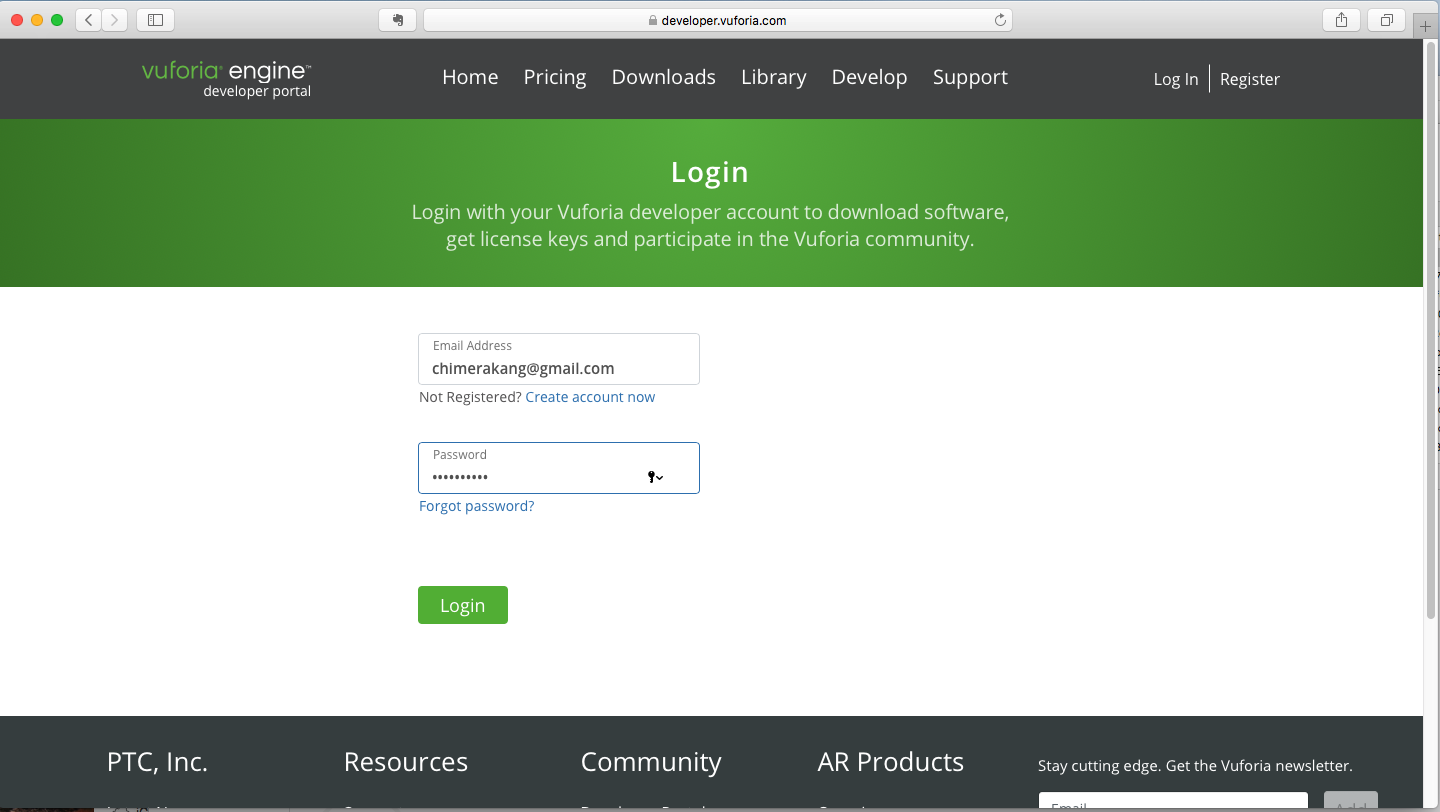 developer.vuforia.com
vuforia engine™
developer portal
Home Pricing Downloads Library Develop Support
Log In Register
Login
Login with your Vuforia developer account to download software,
get license keys and participate in the Vuforia community.
Email Address
chimerakang@gmail.com
Not Registered? Create account now
Password
••••••••••
Forgot password?
Login
PTC, Inc. Resources Community AR Products
Stay cutting edge. Get the Vuforia newsletter.
Email
Add